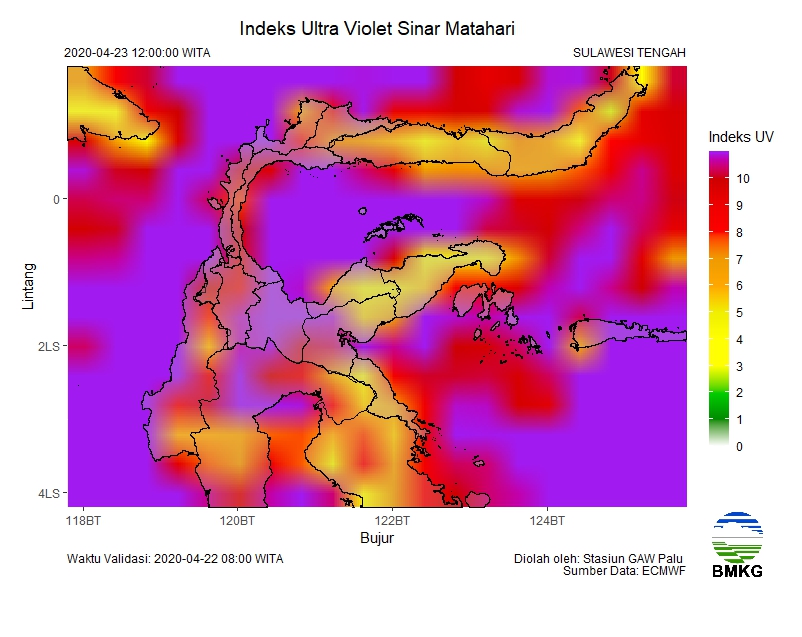 Indeks Ultra Violet Sinar Matahari
2020-04-23 12:00:00 WITA
SULAWESI TENGAH
Indeks UV
10
9
8
7
6
5
4
3
2
1
0
Lintang
0
2LS
4LS
118BT
120BT
122BT
124BT
Bujur
Waktu Validasi: 2020-04-22 08:00 WITA
Diolah oleh: Stasiun GAW Palu
Sumber Data: ECMWF
BMKG